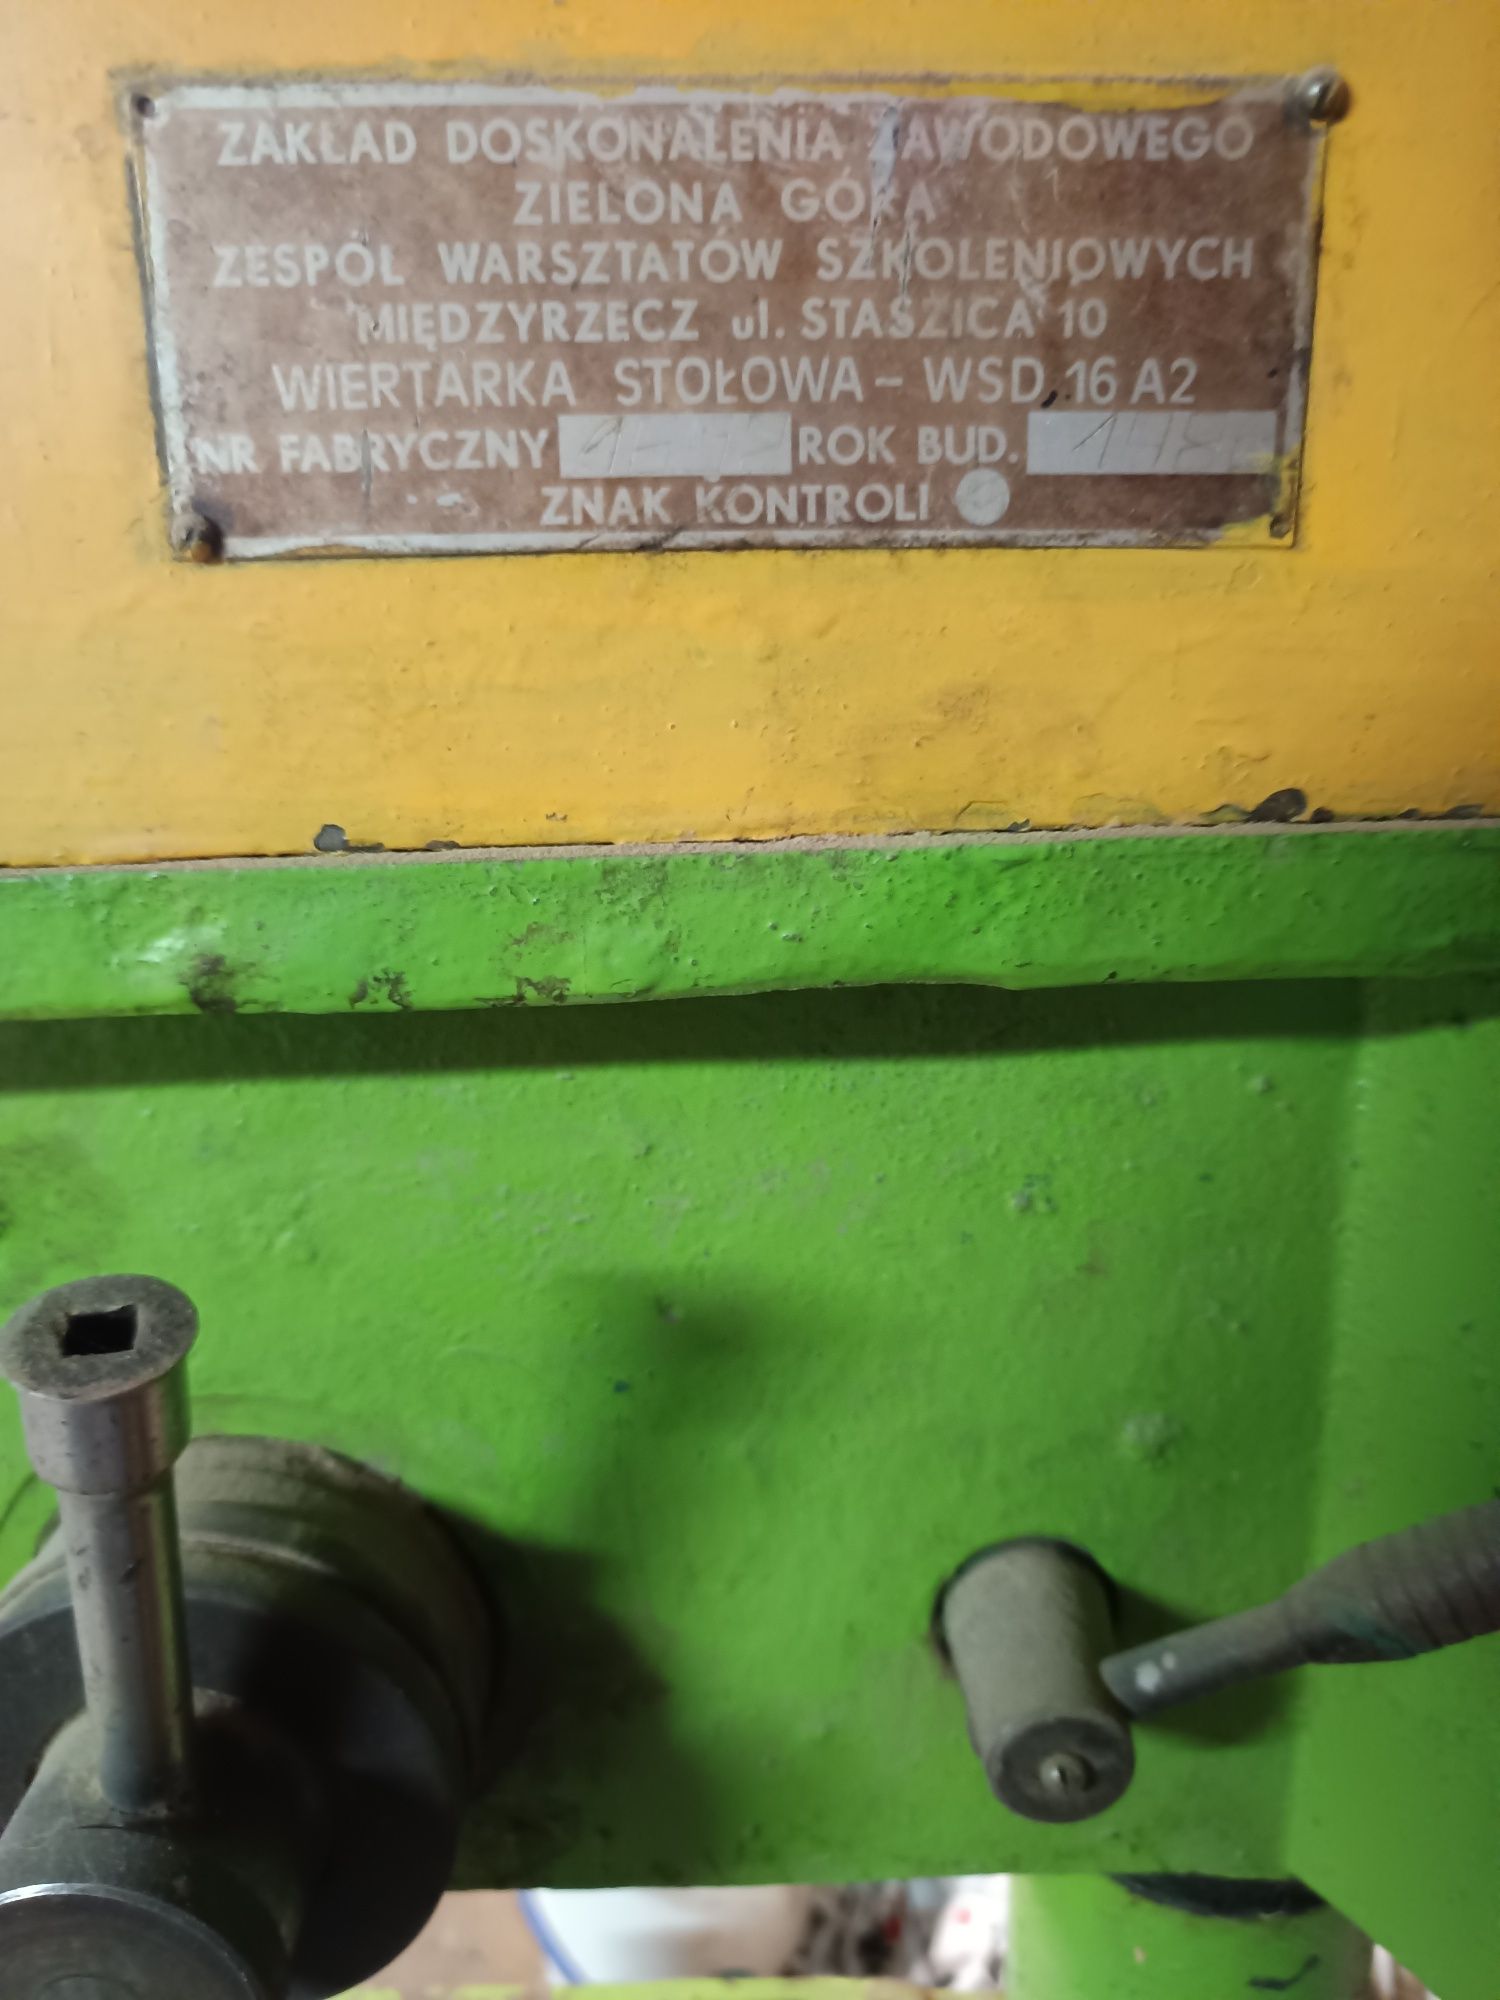 ZAKŁAD DOSKONALENIA ZAWODOWEGO
ZIELONA GÓRA
ZESPÓŁ WARSZTATÓW SZKOLENIOWYCH
MIĘDZYRZECZ ul. STASZICA 10
WIERTARKA STOŁOWA – WSD.16 A2
NR FABRYCZNY ROK BUD.
ZNAK KONTROLI